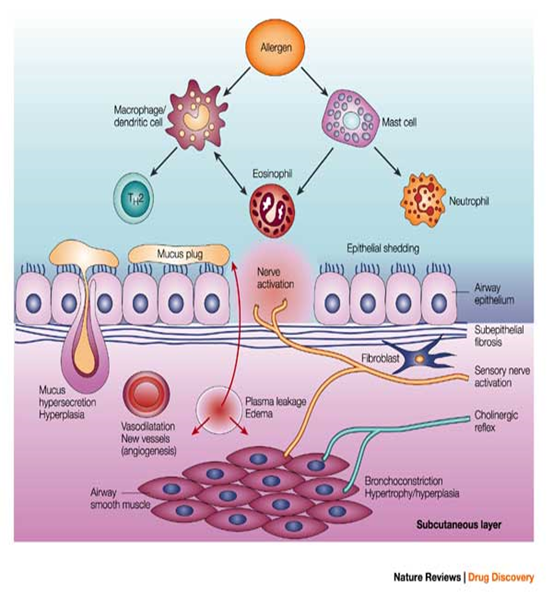 Allergen
Macrophage/
dendritic cell
Mast cell
Eosinophil
TH2
Neutrophil
Mucus plug
Epithelial shedding
Nerve
activation
Airway
epithelium
Subepithelial
fibrosis
Fibroblast
Sensory nerve
activation
Mucus
hypersecretion
Hyperplasia
Vasodilatation
New vessels
(angiogenesis)
Plasma leakage
Edema
Cholinergic
reflex
Airway
smooth muscle
Bronchoconstriction
Hypertrophy/hyperplasia
Subcutaneous layer
Nature Reviews | Drug Discovery